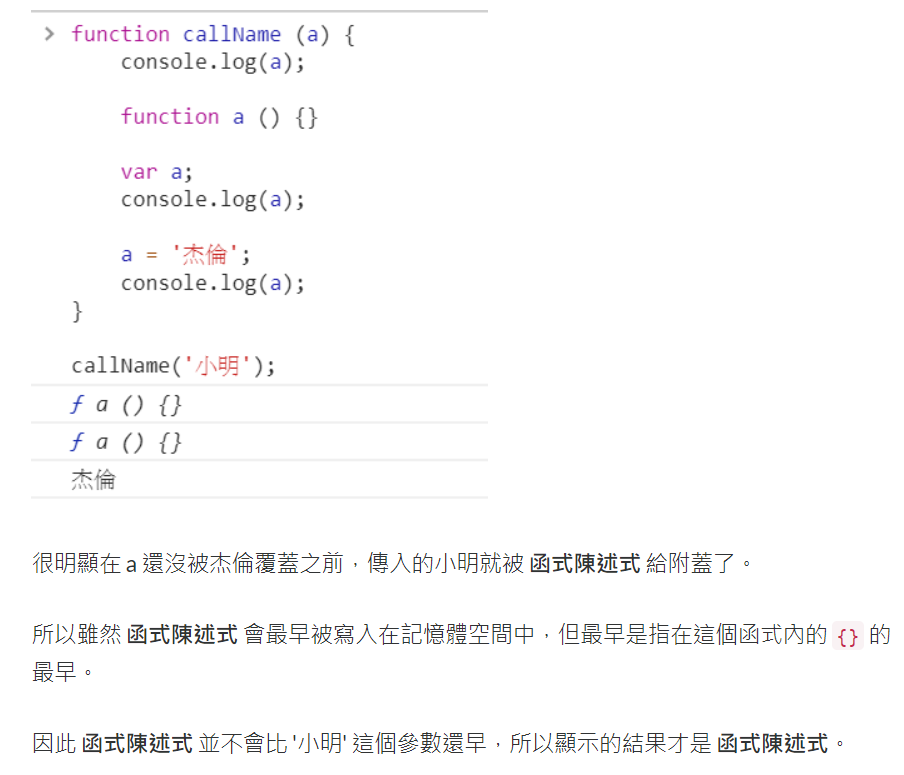 > function callName (a) {
console.log(a);
function a () {}
var a;
console.log(a);
a = '杰倫';
console.log(a);
}
callName('小明');
ƒ a () {}
ƒ a () {}
杰倫
很明顯在 a 還沒被杰倫覆蓋之前，傳入的小明就被 函式陳述式 給附蓋了。
所以雖然 函式陳述式 會最早被寫入在記憶體空間中，但最早是指在這個函式內的 {} 的
最早。
因此 函式陳述式 並不會比 '小明' 這個參數還早，所以顯示的結果才是 函式陳述式。